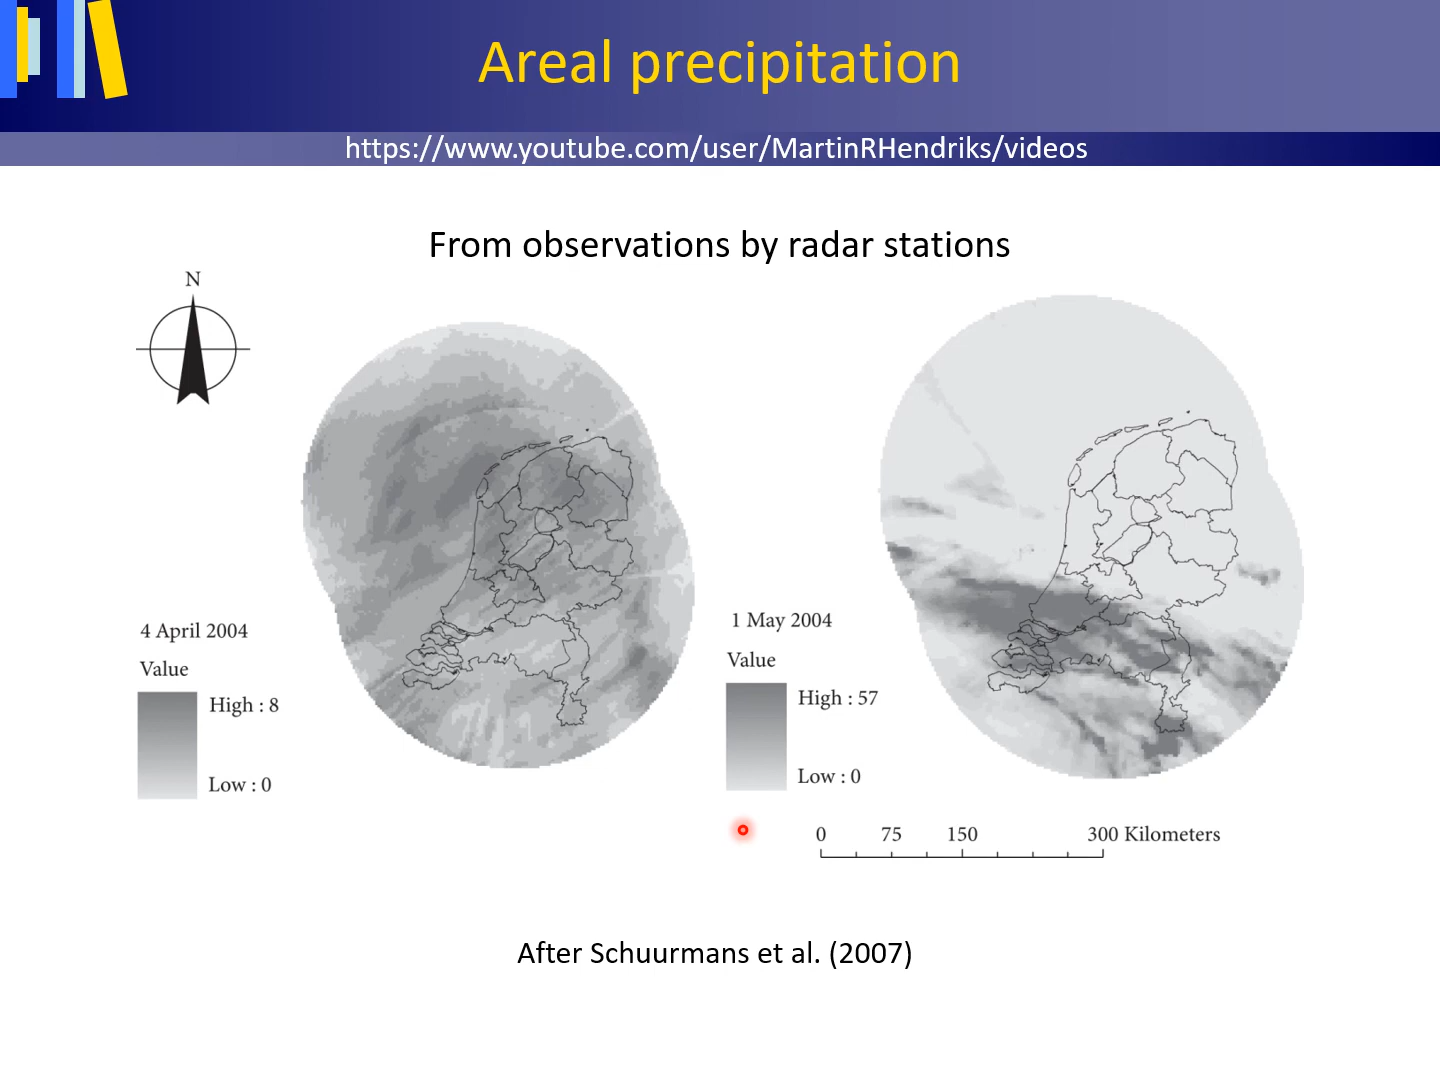 Areal precipitation
https://www.youtube.com/user/MartinRHendriks/videos
From observations by radar stations
N
4 April 2004
Value
High : 8
Low : 0
1 May 2004
Value
High : 57
Low : 0
0 75 150 300 Kilometers
After Schuurmans et al. (2007)